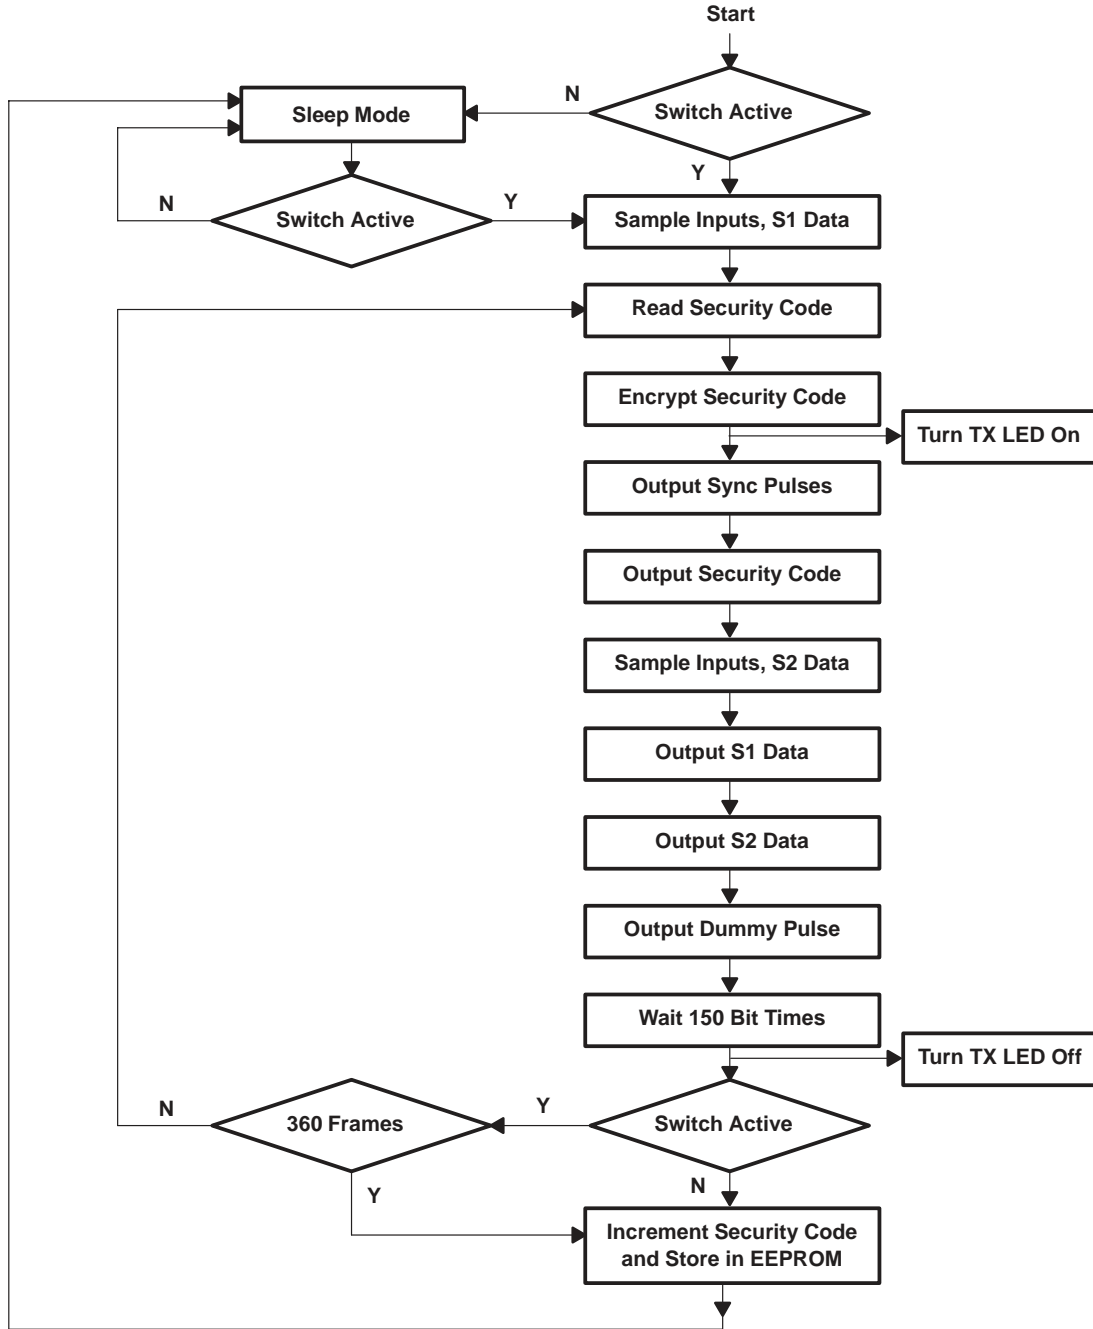 Start
Switch Active
N
Y
Sleep Mode
Switch Active
N
Y
Sample Inputs, S1 Data
Read Security Code
Encrypt Security Code
Turn TX LED On
Output Sync Pulses
Output Security Code
Sample Inputs, S2 Data
Output S1 Data
Output S2 Data
Output Dummy Pulse
Wait 150 Bit Times
Turn TX LED Off
Switch Active
Y
N
360 Frames
N
Y
Increment Security Code
and Store in EEPROM